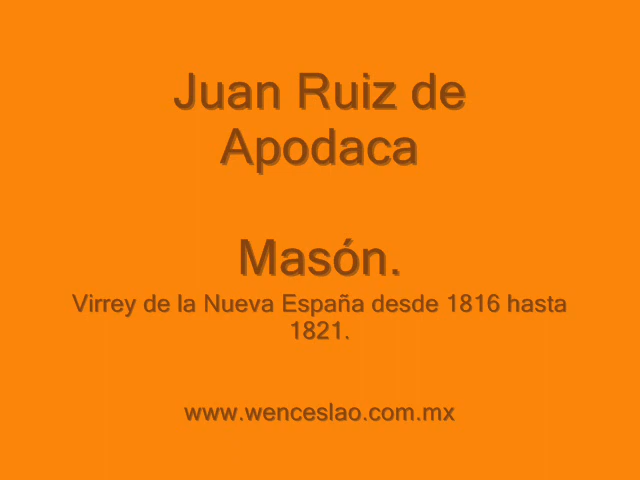 Juan Ruiz de
Apodaca
Masón.
Virrey de la Nueva España desde 1816 hasta
1821.
www.wenceslao.com.mx